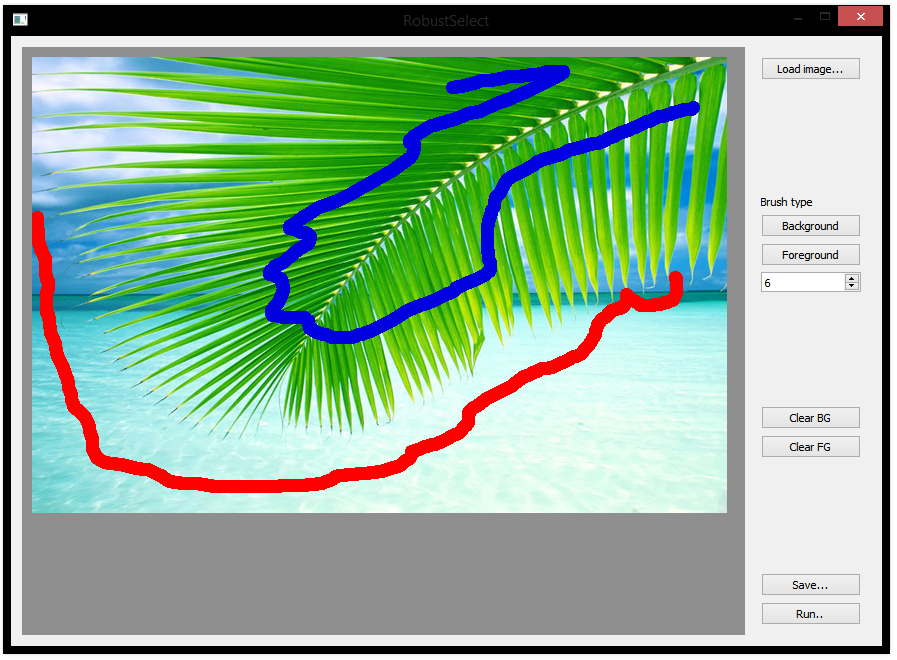 RobustSelect
Load image...
Brush type
Background
Foreground
6
Clear BG
Clear FG
Save...
Run..